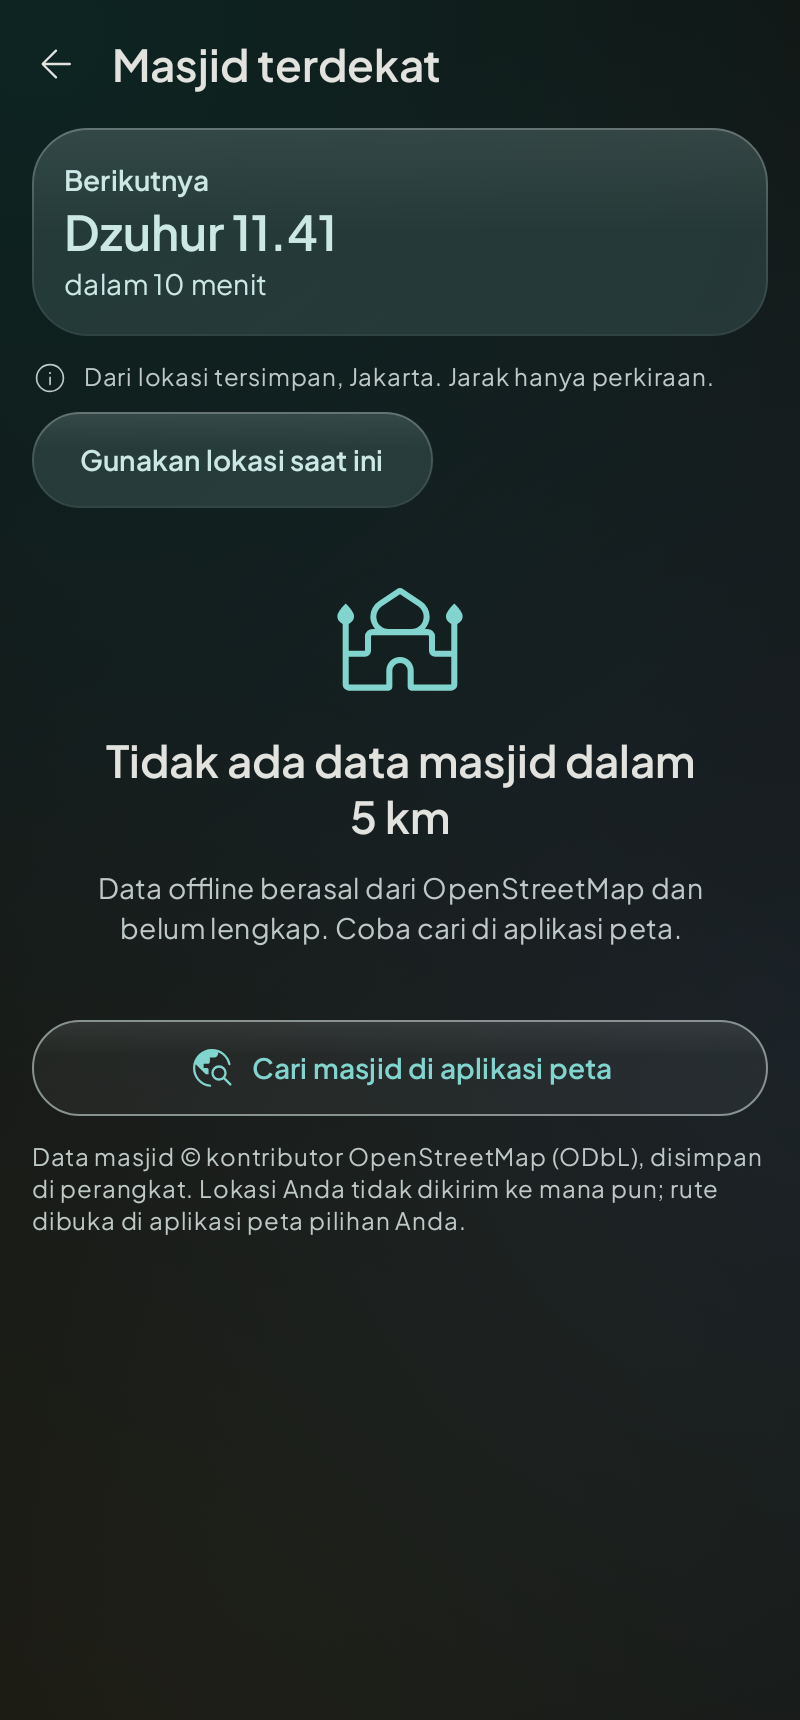 Masjid terdekat
Berikutnya
Dzuhur 11.41
dalam 10 menit
Dari lokasi tersimpan, Jakarta. Jarak hanya perkiraan.
Gunakan lokasi saat ini
Tidak ada data masjid dalam
5 km
Data offline berasal dari OpenStreetMap dan
belum lengkap. Coba cari di aplikasi peta.
Cari masjid di aplikasi peta
Data masjid © kontributor OpenStreetMap (ODbL), disimpan
di perangkat. Lokasi Anda tidak dikirim ke mana pun; rute
dibuka di aplikasi peta pilihan Anda.